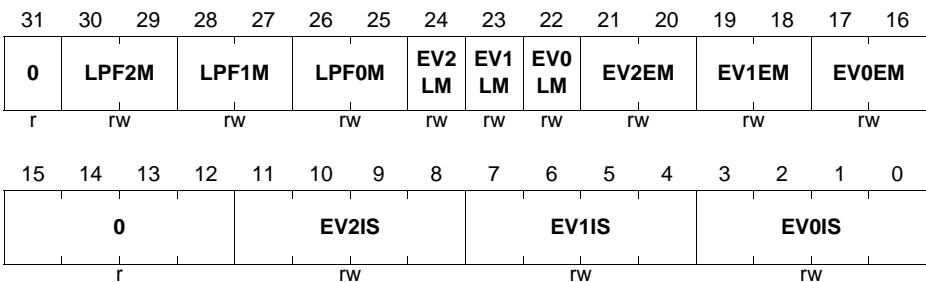 31 30 29 28 27 26 25 24 23 22 21 20 19 18 17 16
0 LPF2M LPF1M LPF0M EV2 LM EV1 LM EV0 LM EV2EM EV1EM EV0EM
r rw rw rw rw rw rw rw rw rw
15 14 13 12 11 10 9 8 7 6 5 4 3 2 1 0
0 EV2IS EV1IS EV0IS
r rw rw rw